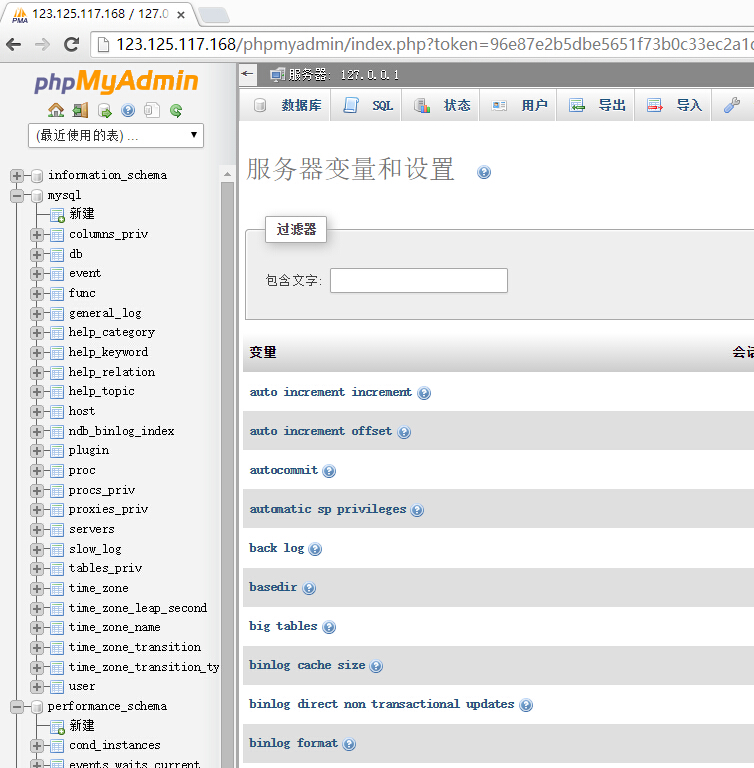 123.125.117.168 / 127.0
123.125.117.168/phpmyadmin/index.php?token=96e87e2b5dbe5651f73b0c33ec2a1
phpMyAdmin
(最近使用的表) ...
information_schema
mysql
新建
columns_priv
db
event
func
general_log
help_category
help_keyword
help_relation
help_topic
host
ndb_binlog_index
plugin
proc
procs_priv
proxies_priv
servers
slow_log
tables_priv
time_zone
time_zone_leap_second
time_zone_name
time_zone_transition
time_zone_transition_ty
user
performance_schema
新建
cond_instances
events_waits_current
服务器: 127.0.0.1
数据库 SQL 状态 用户 导出 导入
服务器变量和设置
过滤器
包含文字:
变量 会话
auto increment increment
auto increment offset
autocommit
automatic sp privileges
back log
basedir
big tables
binlog cache size
binlog direct non transactional updates
binlog format